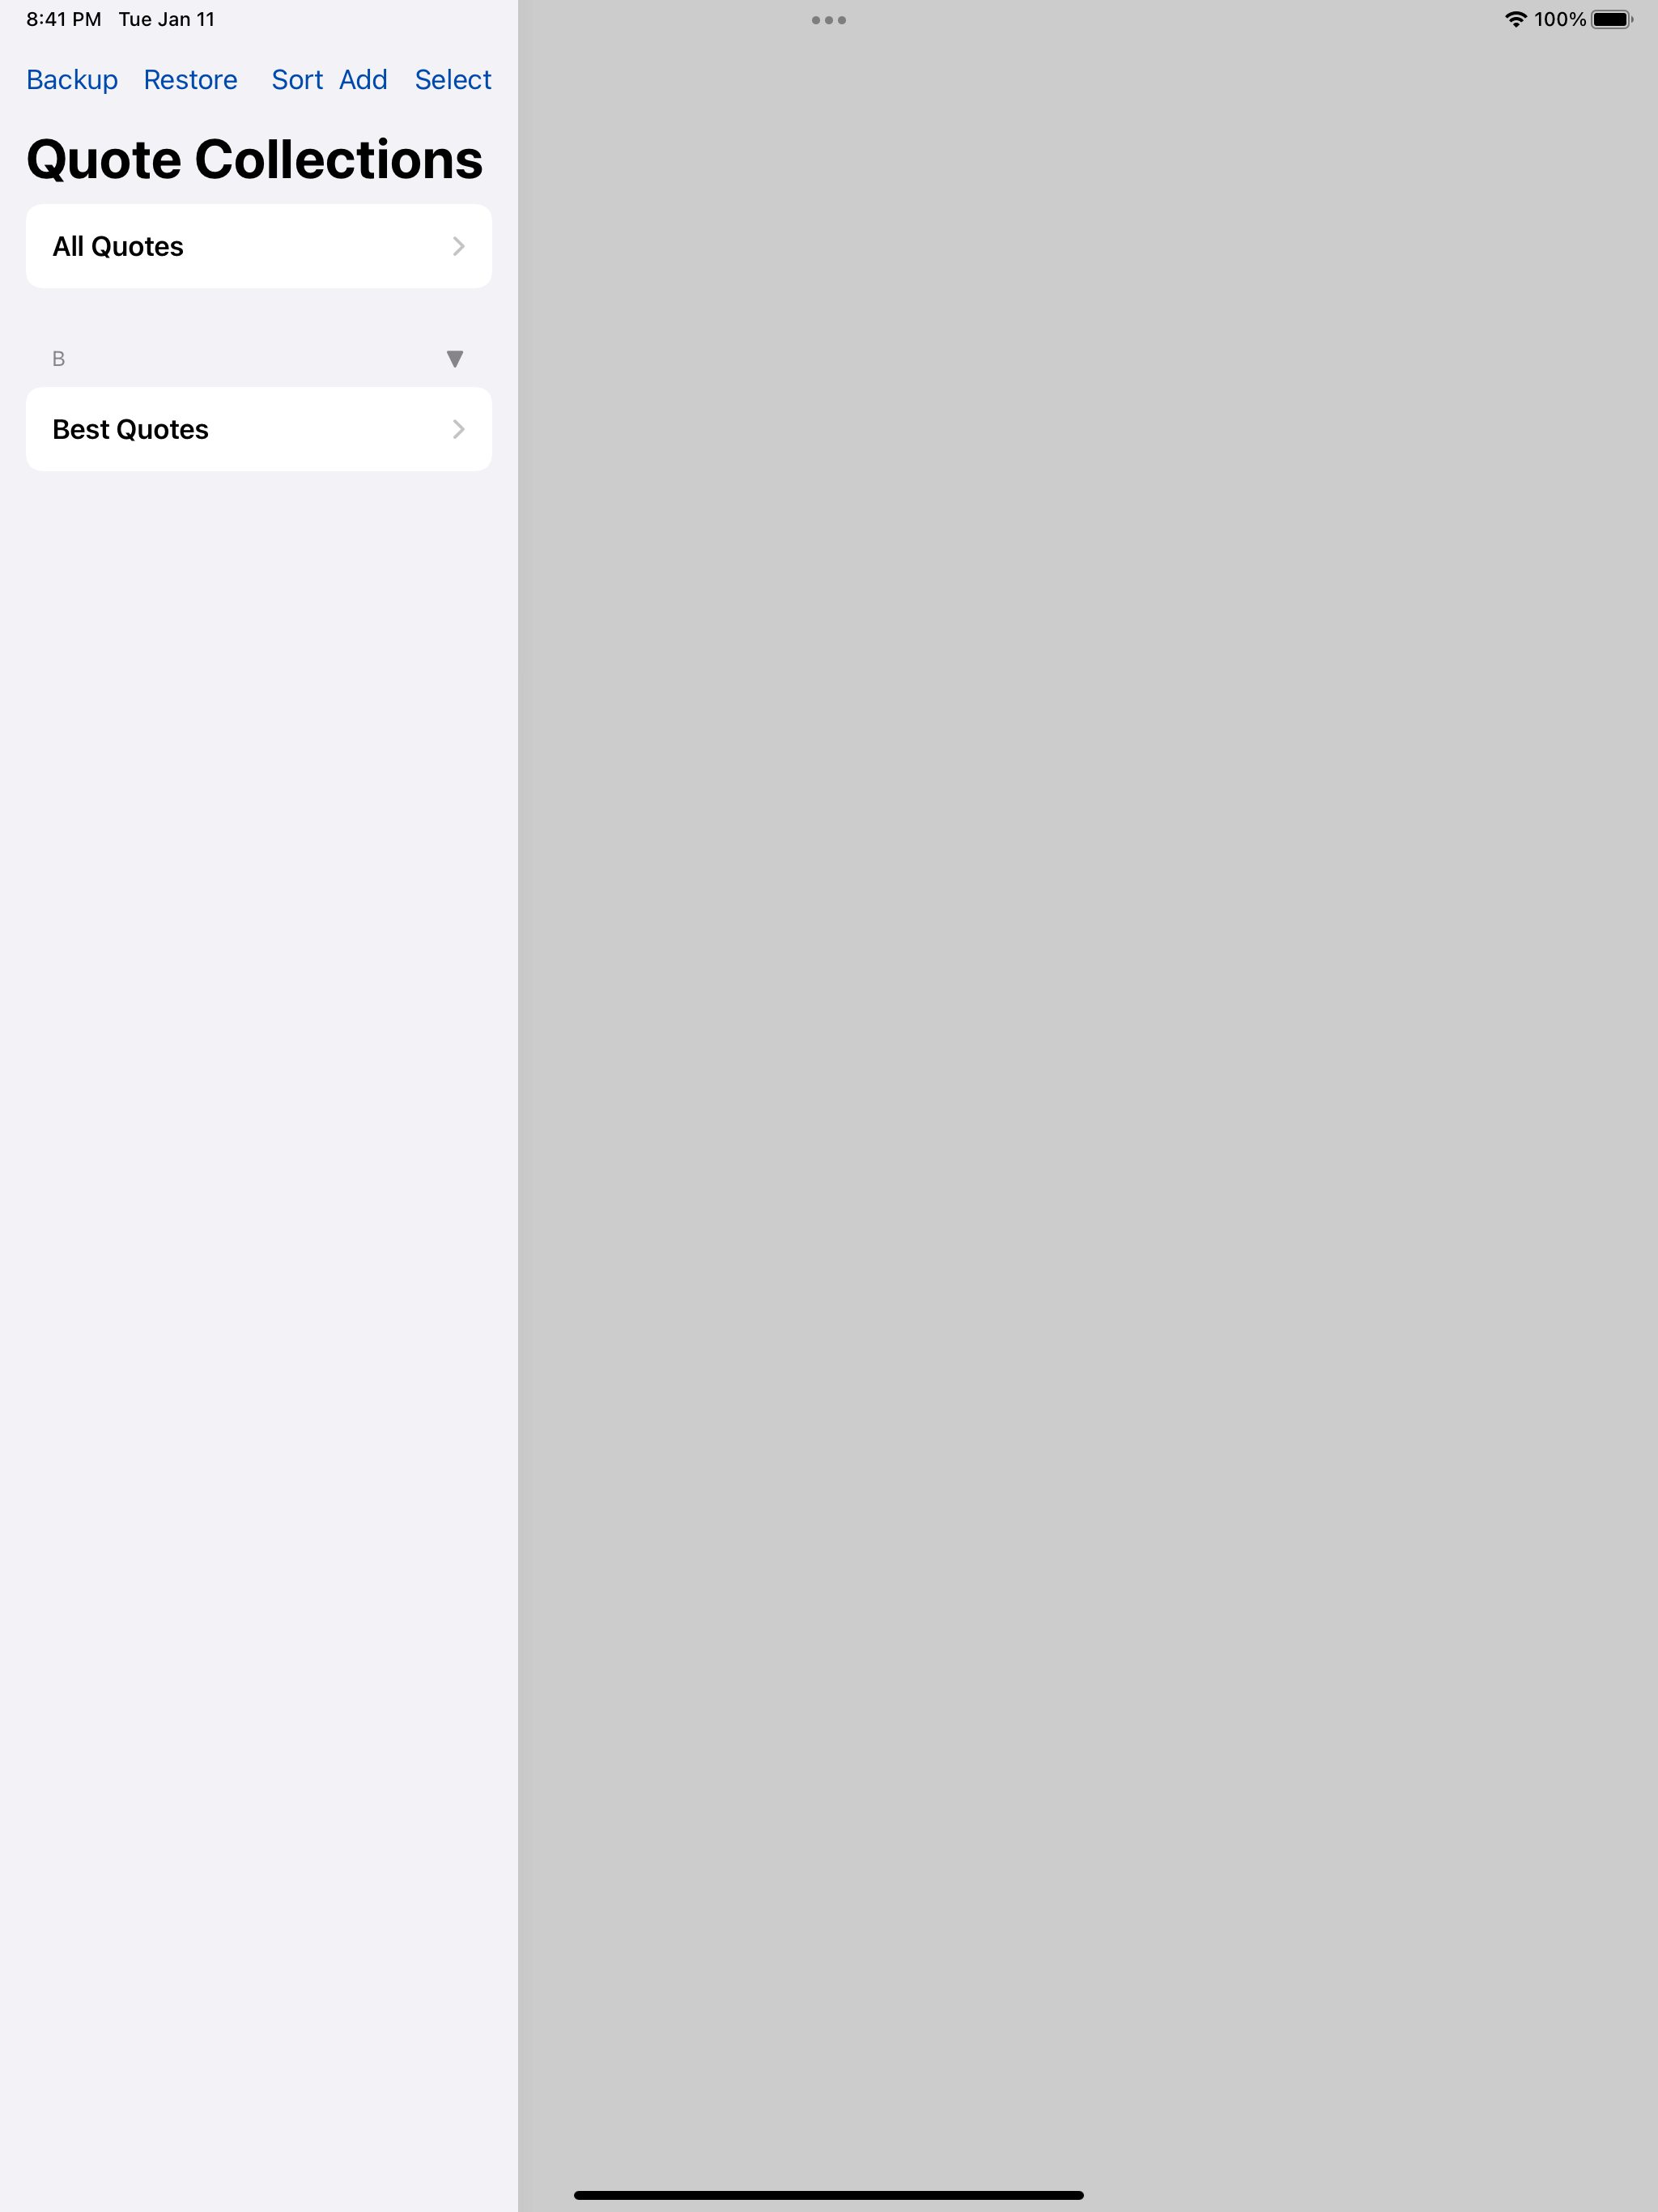 8:41 PM Tue Jan 11
100%
Backup Restore Sort Add Select
Quote Collections
All Quotes
B
Best Quotes